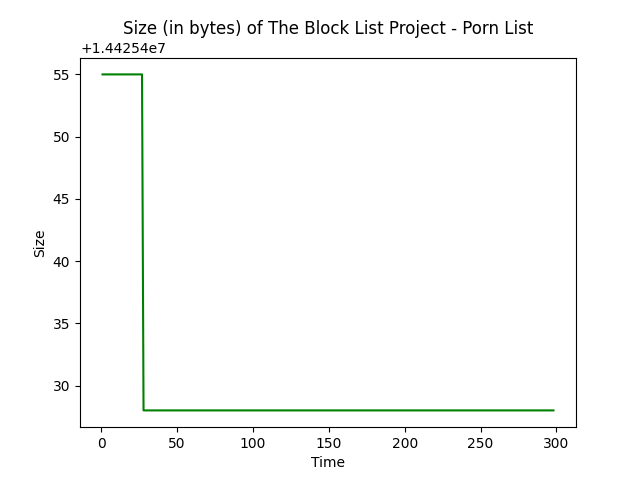 Size (in bytes) of The Block List Project - Porn List
+1.44254e7
55
50
45
40
35
30
Size
0 50 100 150 200 250 300
Time